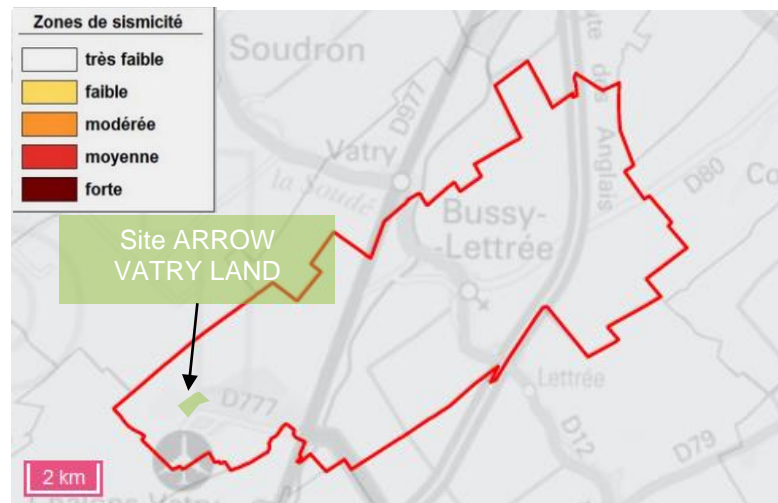 Zones de sismicité
très faible
faible
modérée
moyenne
forte
Soudron
D977
Vatry
la Soudé
Bussy-
-Lettrée
des Anglais
D80
Site ARROW
VATRY LAND
D777
Lettrée
D12
D79
2 km